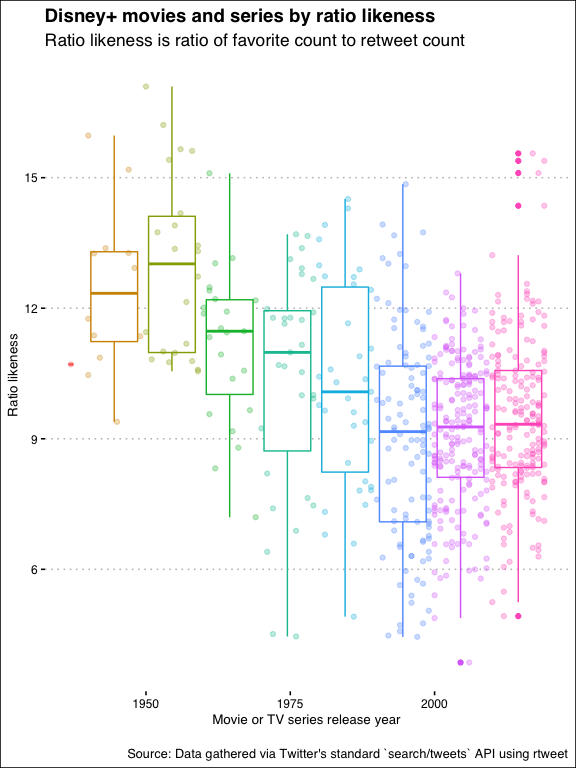 Disney+ movies and series by ratio likeness
Ratio likeness is ratio of favorite count to retweet count
15
12
9
6
Ratio likeness
1950
1975
2000
Movie or TV series release year
Source: Data gathered via Twitter's standard `search/tweets` API using rtweet